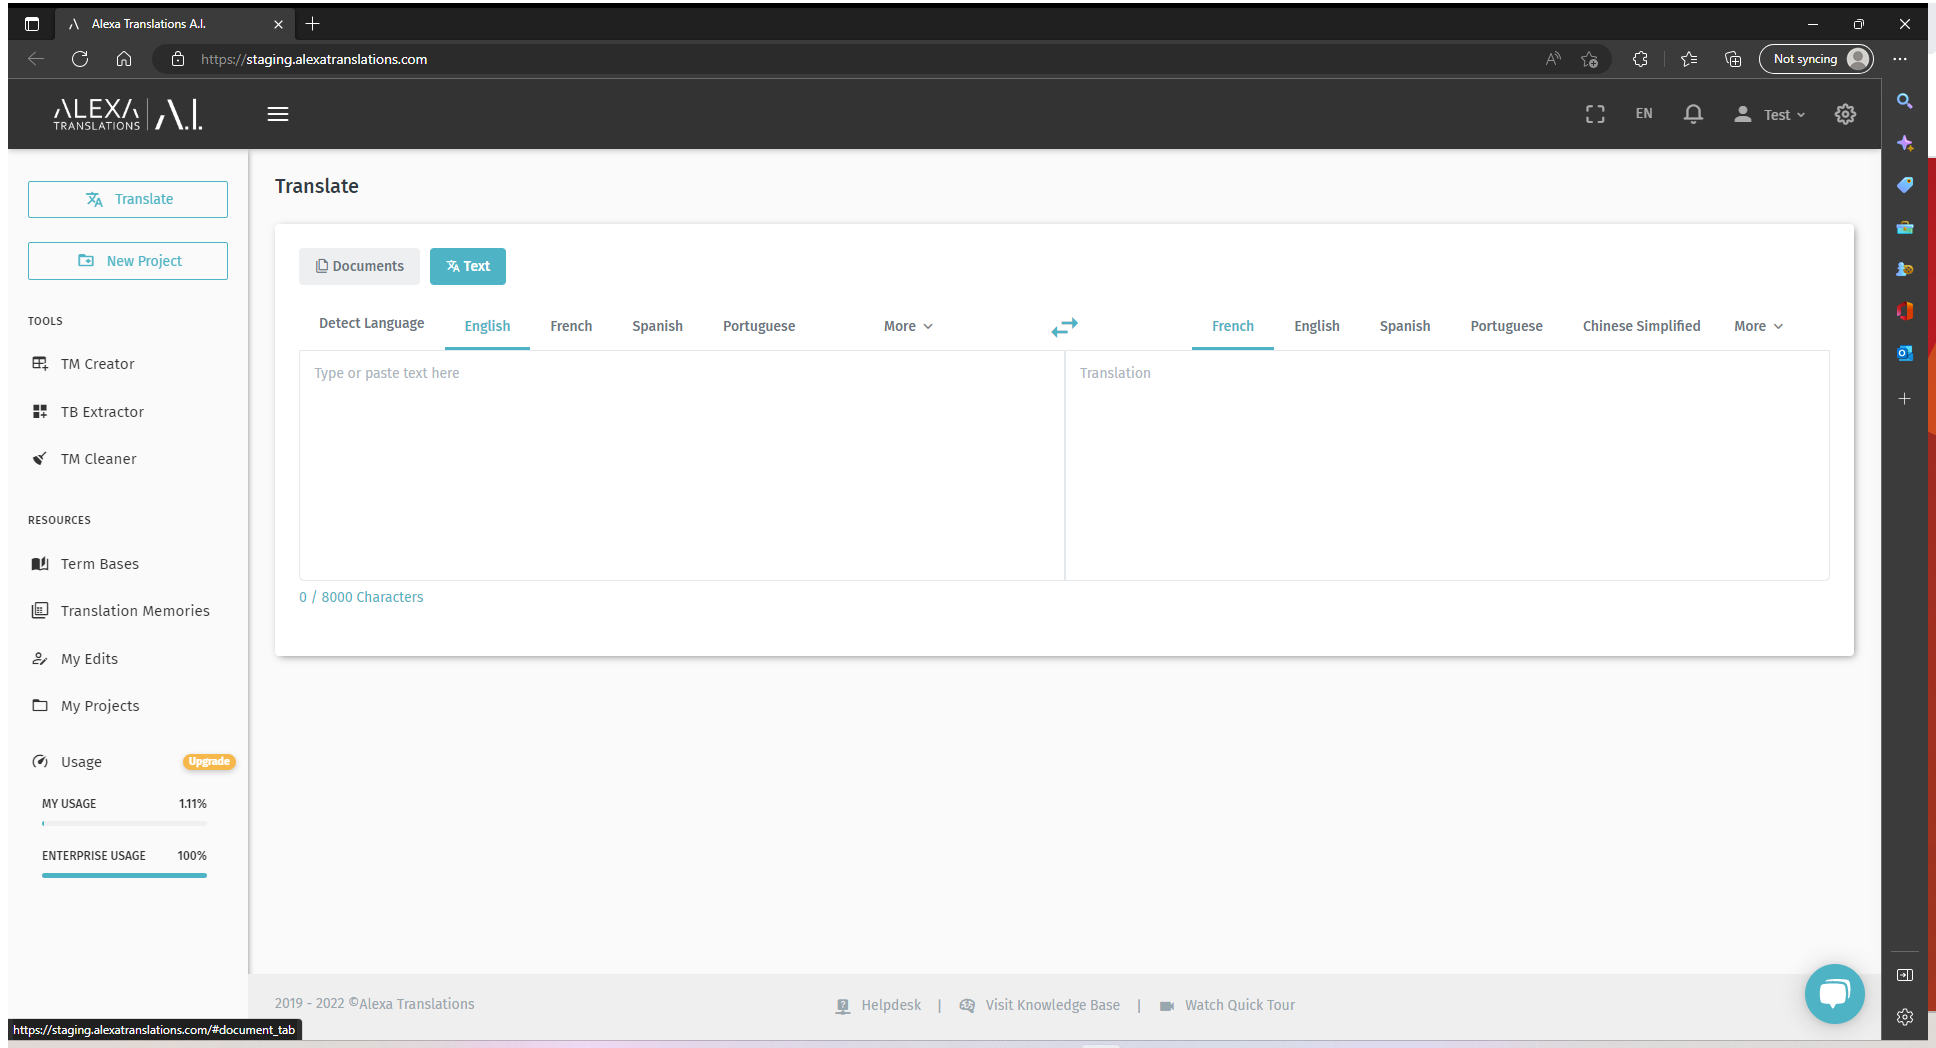 Alexa Translations A.I.
https://staging.alexatranslations.com
Not syncing
ALEXA TRANSLATIONS A.I.
EN
Test
Translate
New Project
TOOLS
TM Creator
TB Extractor
TM Cleaner
RESOURCES
Term Bases
Translation Memories
My Edits
My Projects
Usage Upgrade
MY USAGE 1.11%
ENTERPRISE USAGE 100%
Translate
Documents Text
Detect Language English French Spanish Portuguese More French English Spanish Portuguese Chinese Simplified More
Type or paste text here Translation
0 / 8000 Characters
2019 - 2022 ©Alexa Translations Helpdesk | Visit Knowledge Base | Watch Quick Tour
https://staging.alexatranslations.com/#document_tab